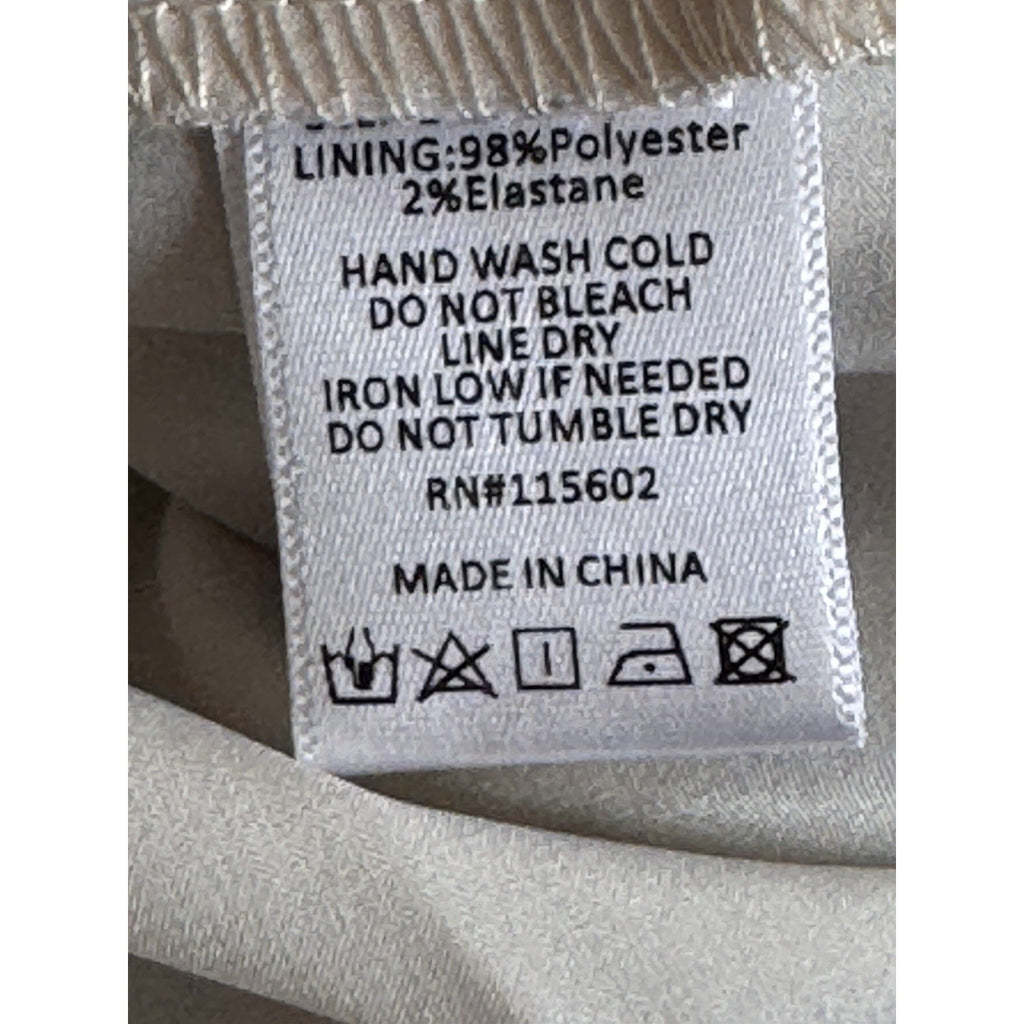 LINING:98%Polyester
2%Elastane
HAND WASH COLD
DO NOT BLEACH
LINE DRY
IRON LOW IF NEEDED
DO NOT TUMBLE DRY
RN#115602
MADE IN CHINA